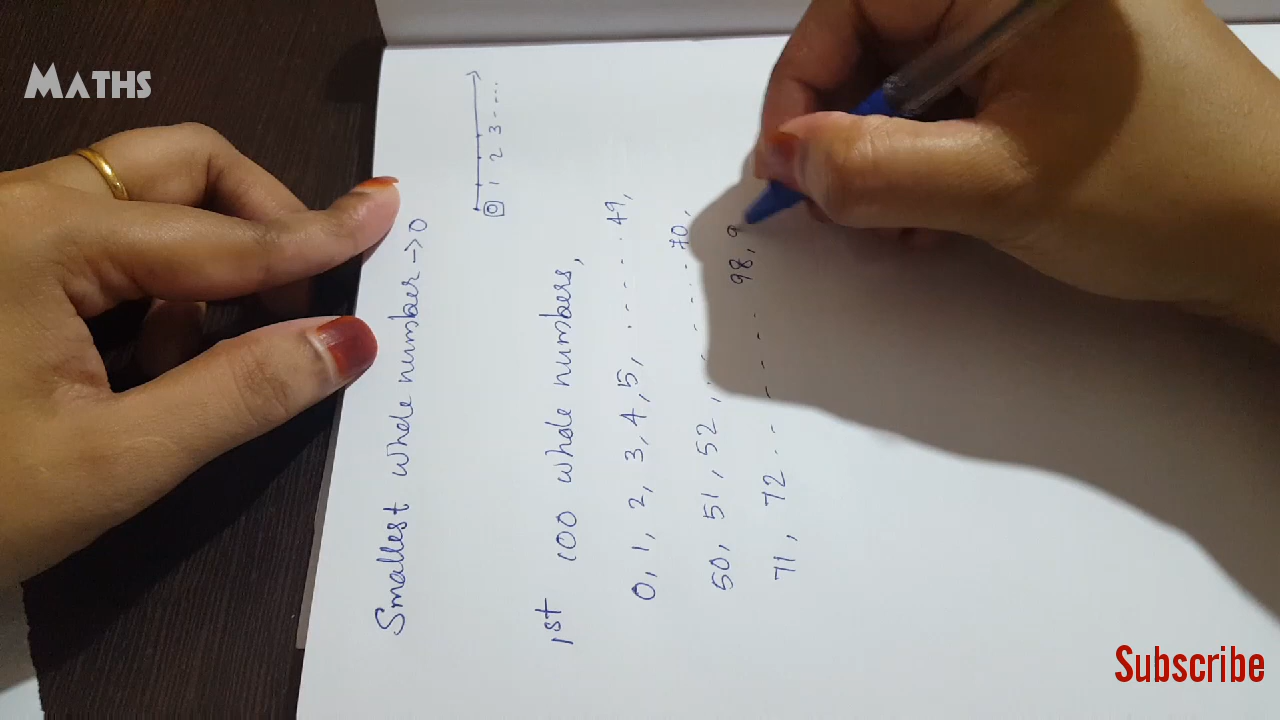 MATHS
Smallest whole number → 0
0 1 2 3 ....
1st 100 whole numbers,
0, 1, 2, 3, 4, 5, ..... 49,
50, 51, 52, ...... 70,
71, 72 ........ 98, 9
Subscribe